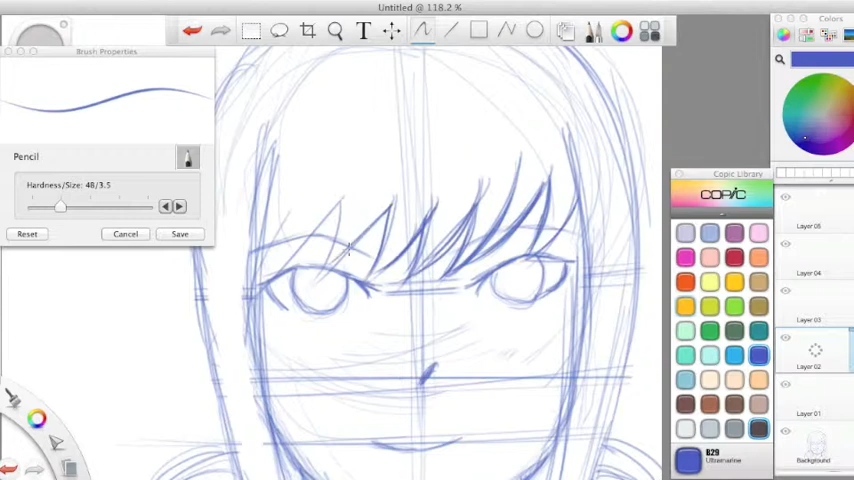 Untitled @ 118.2 %
Colors
Brush Properties
T
Pencil
Hardness/Size: 4B/3.5
Reset
Cancel
Save
Copic Library
COPIC
Layer 05
Layer 04
Layer 03
Layer 02
Layer 01
Background
B29
Ultramarine